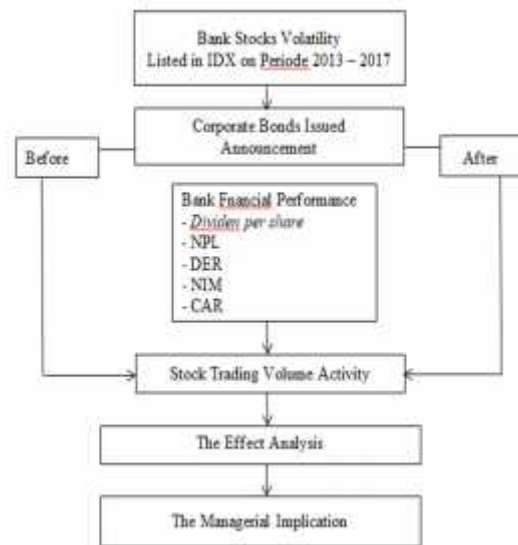 Bank Stocks Volatility
Listed in IDX on Periode 2013 – 2017
Corporate Bonds Issued
Announcement
Before
After
Bank Fnancial Performance
- Dividen per share
- NPL
- DER
- NIM
- CAR
Stock Trading Volume Activity
The Effect Analysis
The Managerial Implication